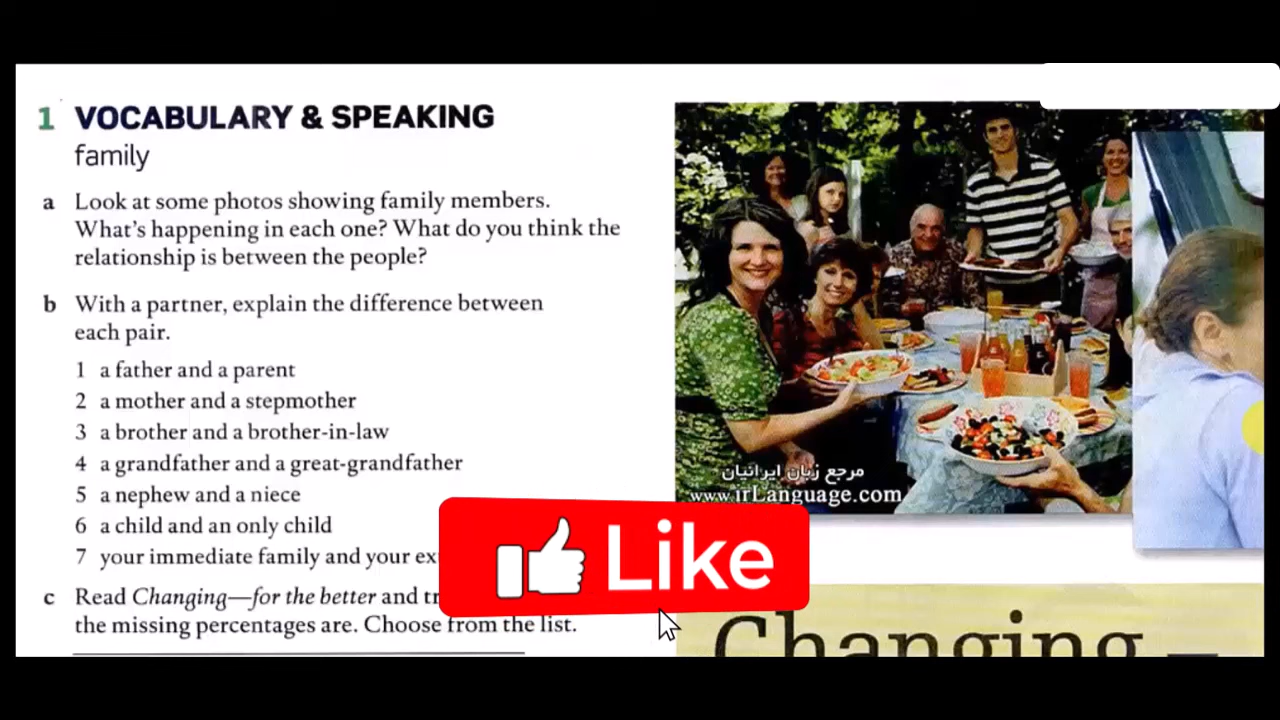 1 VOCABULARY & SPEAKING
family
a Look at some photos showing family members.
What's happening in each one? What do you think the
relationship is between the people?
b With a partner, explain the difference between
each pair.
1 a father and a parent
2 a mother and a stepmother
3 a brother and a brother-in-law
4 a grandfather and a great-grandfather
5 a nephew and a niece
6 a child and an only child
7 your immediate family and your
c Read Changing—for the better and
the missing percentages are. Choose from the list.
مرجع زبان ایرانیان
www.irLanguage.com
Like
Changing –